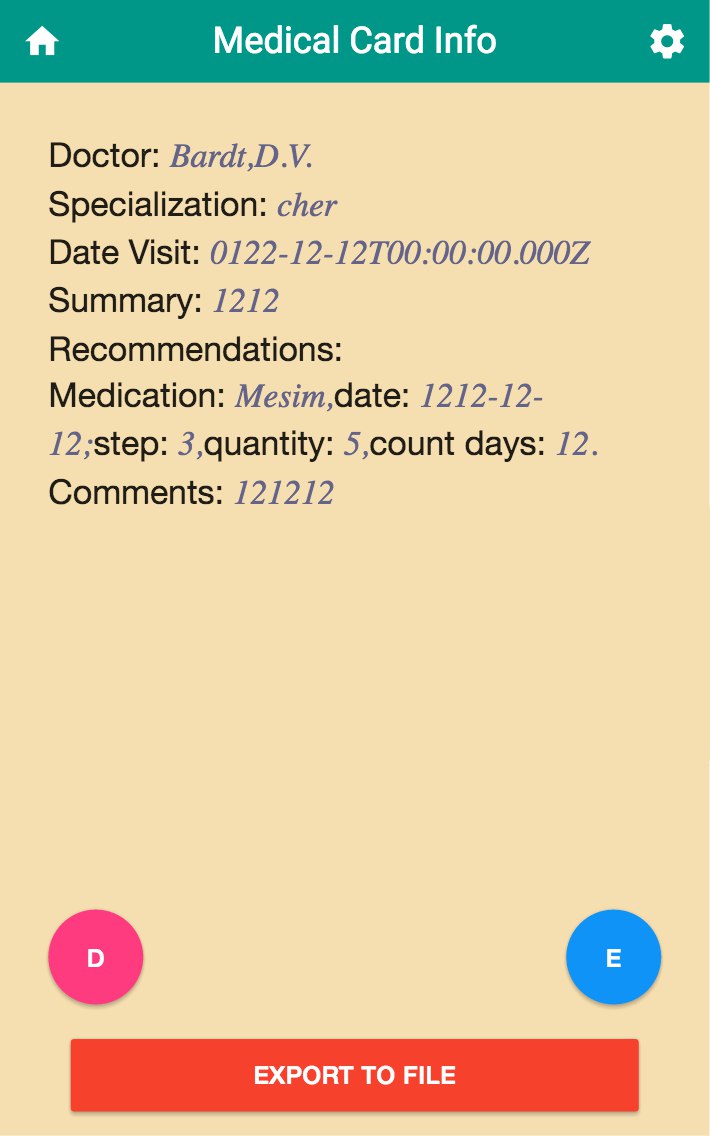 Medical Card Info
Doctor: Bardt,D.V.
Specialization: cher
Date Visit: 0122-12-12T00:00:00.000Z
Summary: 1212
Recommendations:
Medication: Mesim,date: 1212-12-
12;step: 3,quantity: 5,count days: 12.
Comments: 121212
D
E
EXPORT TO FILE